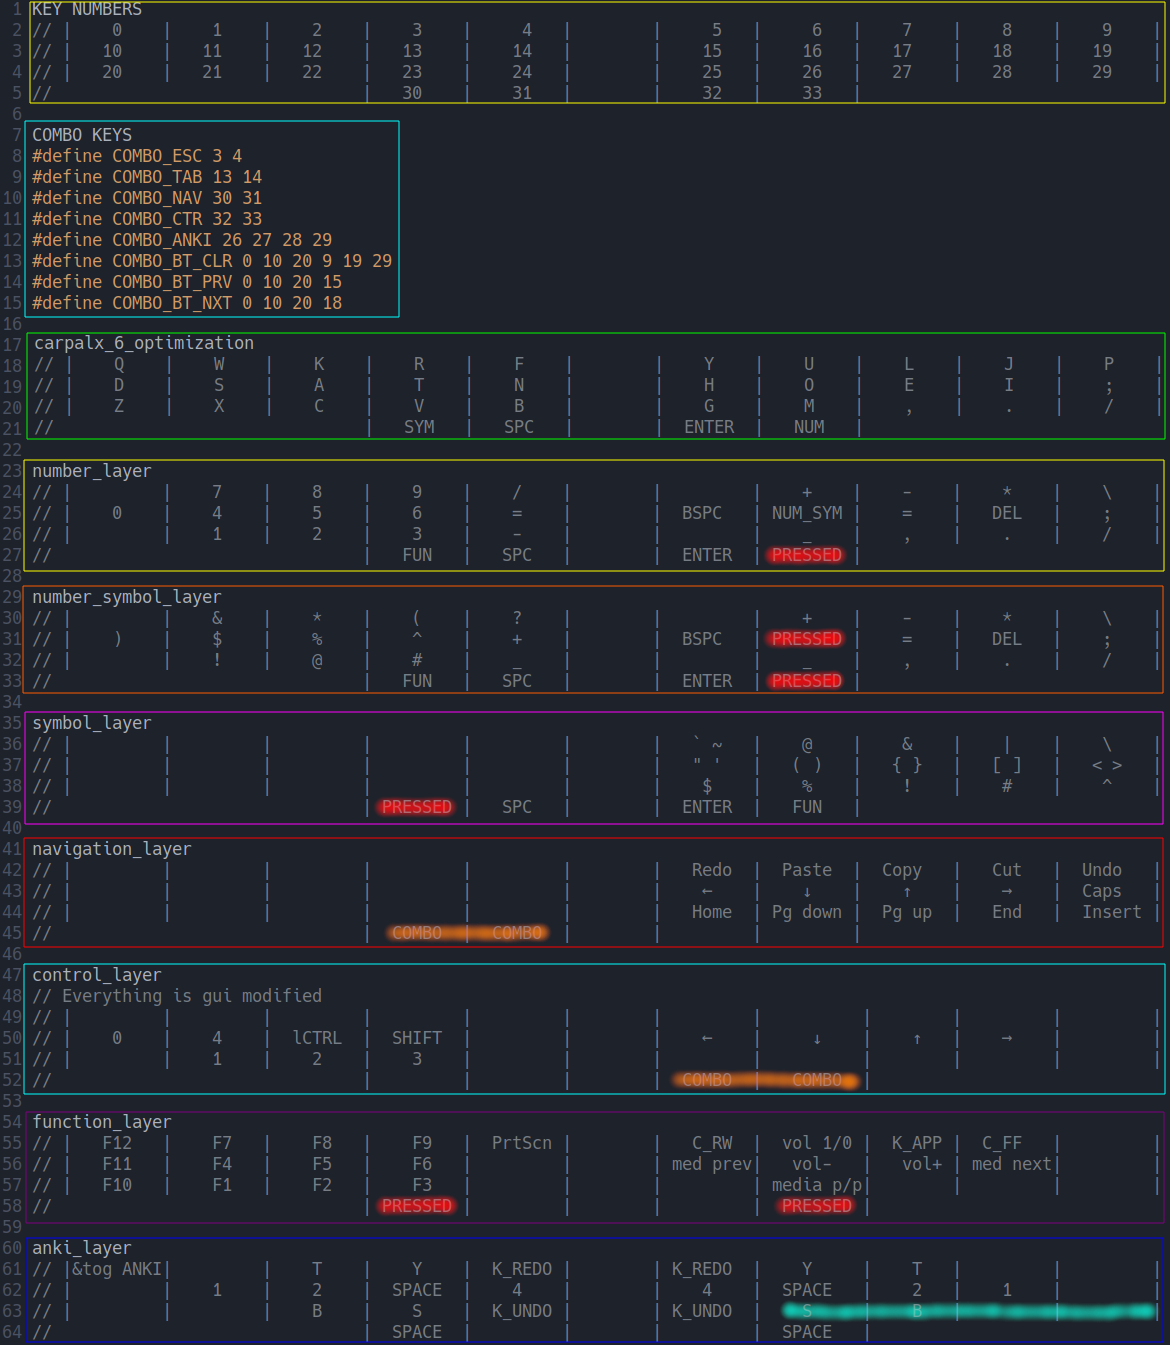 1 KEY NUMBERS
2 // | 0 | 1 | 2 | 3 | 4 | | 5 | 6 | 7 | 8 | 9 |
3 // | 10 | 11 | 12 | 13 | 14 | | 15 | 16 | 17 | 18 | 19 |
4 // | 20 | 21 | 22 | 23 | 24 | | 25 | 26 | 27 | 28 | 29 |
5 // | 30 | 31 | | 32 | 33 |
6
7 COMBO KEYS
8 #define COMBO_ESC 3 4
9 #define COMBO_TAB 13 14
10 #define COMBO_NAV 30 31
11 #define COMBO_CTR 32 33
12 #define COMBO_ANKI 26 27 28 29
13 #define COMBO_BT_CLR 0 10 20 9 19 29
14 #define COMBO_BT_PRV 0 10 20 15
15 #define COMBO_BT_NXT 0 10 20 18
16
17 carpalx_6_optimization
18 // | Q | W | K | R | F | | Y | U | L | J | P |
19 // | D | S | A | T | N | | H | O | E | I | ; |
20 // | Z | X | C | V | B | | G | M | , | . | / |
21 // | SYM | SPC | | ENTER | NUM |
22
23 number_layer
24 // | | 7 | 8 | 9 | / | | | + | - | * | \ |
25 // | 0 | 4 | 5 | 6 | = | | BSPC | NUM_SYM | = | DEL | ; |
26 // | | 1 | 2 | 3 | - | | | _ | , | . | / |
27 // | FUN | SPC | | ENTER | PRESSED |
28
29 number_symbol_layer
30 // | | & | * | ( | ? | | | + | - | * | \ |
31 // | ) | $ | % | ^ | + | | BSPC | PRESSED | = | DEL | ; |
32 // | | ! | @ | # | _ | | | _ | , | . | / |
33 // | FUN | SPC | | ENTER | PRESSED |
34
35 symbol_layer
36 // | | | | | | | ` ~ | @ | & | | | \ |
37 // | | | | | | | " ' | ( ) | { } | [ ] | < > |
38 // | | | | | | | $ | % | ! | # | ^ |
39 // | PRESSED | SPC | | ENTER | FUN |
40
41 navigation_layer
42 // | | | | | | | Redo | Paste | Copy | Cut | Undo |
43 // | | | | | | | ← | ↓ | ↑ | → | Caps |
44 // | | | | | | | Home | Pg down | Pg up | End | Insert |
45 // | COMBO | COMBO | | | |
46
47 control_layer
48 // Everything is gui modified
49 // | | | | | | | | | | | |
50 // | 0 | 4 | lCTRL | SHIFT | | | ← | ↓ | ↑ | → | |
51 // | | 1 | 2 | 3 | | | | | | | |
52 // | | | | COMBO | COMBO |
53
54 function_layer
55 // | F12 | F7 | F8 | F9 | PrtScn | | C_RW | vol 1/0 | K_APP | C_FF | |
56 // | F11 | F4 | F5 | F6 | | | med prev| vol- | vol+ | med next| |
57 // | F10 | F1 | F2 | F3 | | | | media p/p| | | |
58 // | PRESSED | | | | PRESSED |
59
60 anki_layer
61 // |&tog ANKI| | T | Y | K_REDO | | K_REDO | Y | T | | |
62 // | | 1 | 2 | SPACE | 4 | | 4 | SPACE | 2 | 1 | |
63 // | | | B | S | K_UNDO | | K_UNDO | S | B | | |
64 // | SPACE | | | | SPACE |